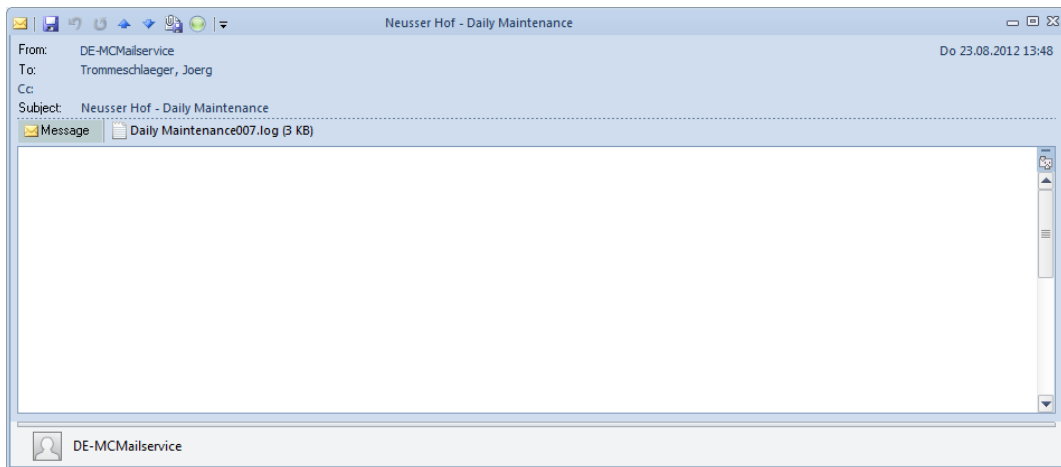 Neusser Hof - Daily Maintenance
From: DE-MCMailservice Do 23.08.2012 13:48
To: Trommeschlaeger, Joerg
Cc:
Subject: Neusser Hof - Daily Maintenance
Message Daily Maintenance007.log (3 KB)
DE-MCMailservice